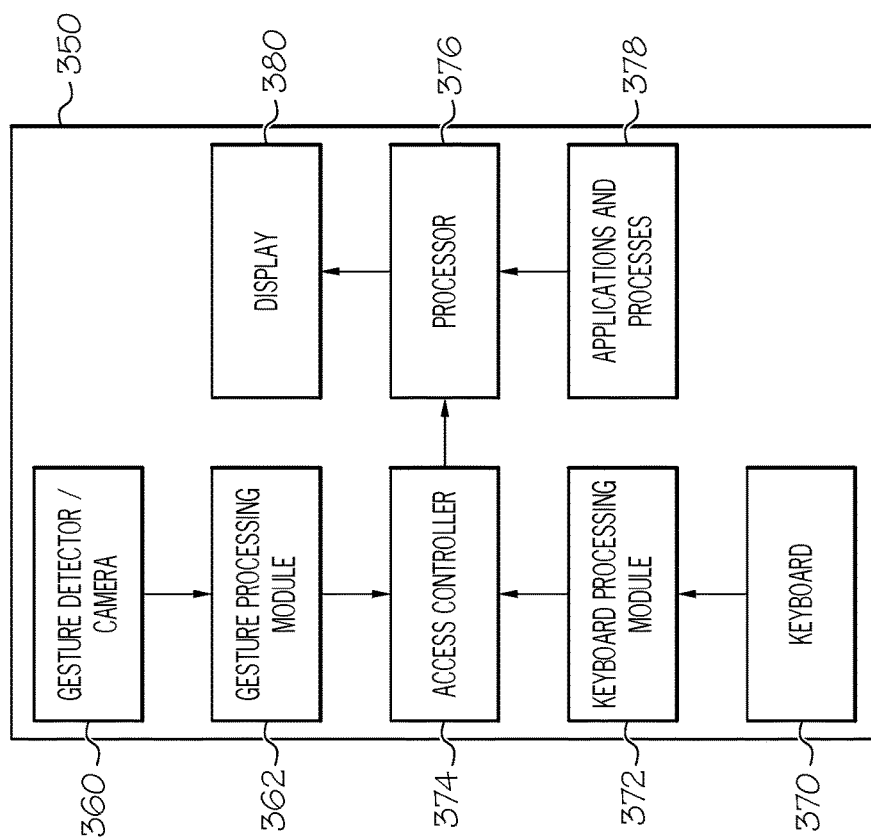 350
360
GESTURE DETECTOR /
CAMERA
362
GESTURE PROCESSING
MODULE
380
DISPLAY
374
ACCESS CONTROLLER
376
PROCESSOR
372
KEYBOARD PROCESSING
MODULE
378
APPLICATIONS AND
PROCESSES
370
KEYBOARD